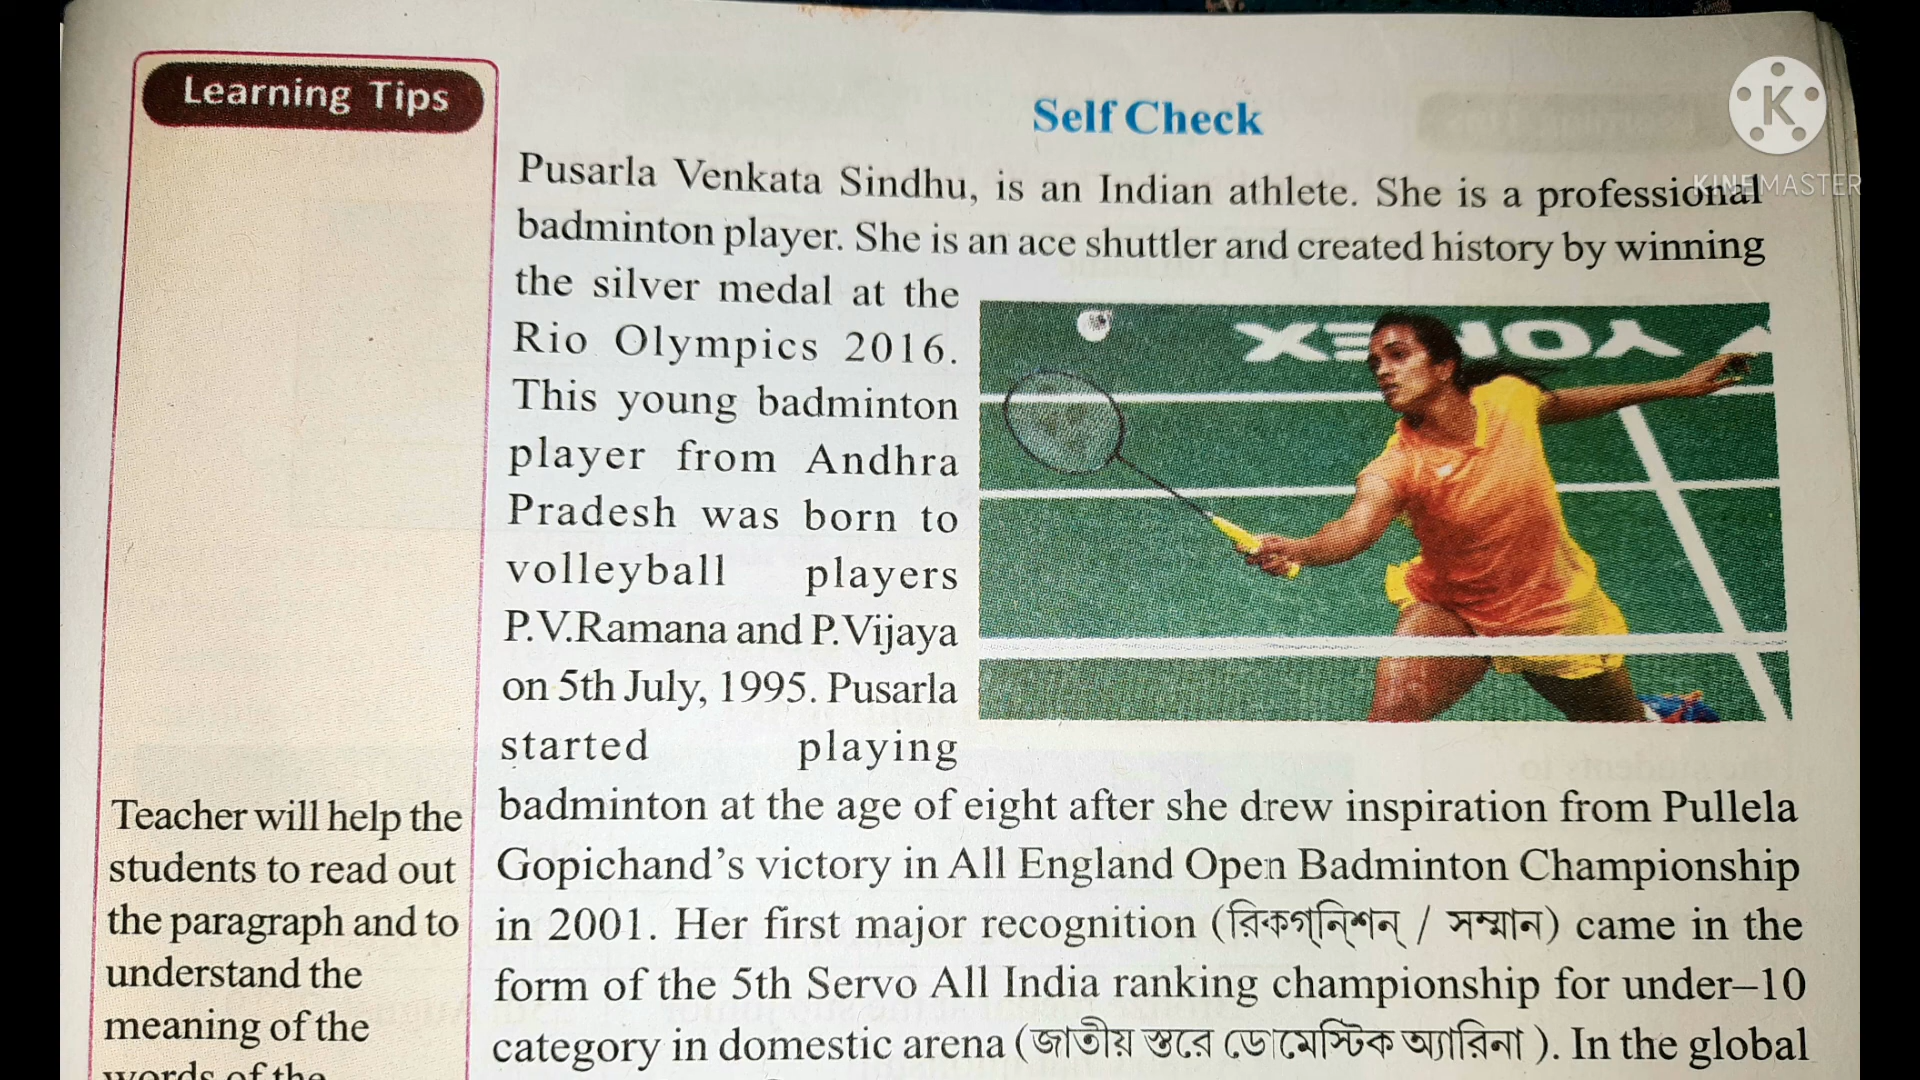 Learning Tips
Self Check
Pusarla Venkata Sindhu, is an Indian athlete. She is a professional
badminton player. She is an ace shuttler and created history by winning
the silver medal at the
Rio Olympics 2016.
This young badminton
player from Andhra
Pradesh was born to
volleyball players
P.V.Ramana and P.Vijaya
on 5th July, 1995. Pusarla
started playing
badminton at the age of eight after she drew inspiration from Pullela
Gopichand’s victory in All England Open Badminton Championship
in 2001. Her first major recognition (রিকগ্‌নিশন্ / সম্মান) came in the
form of the 5th Servo All India ranking championship for under–10
category in domestic arena (জাতীয় স্তরে ডোমেস্টিক অ্যারিনা ). In the global
Teacher will help the
students to read out
the paragraph and to
understand the
meaning of the
words of the
YONEX
K
KINEMASTER